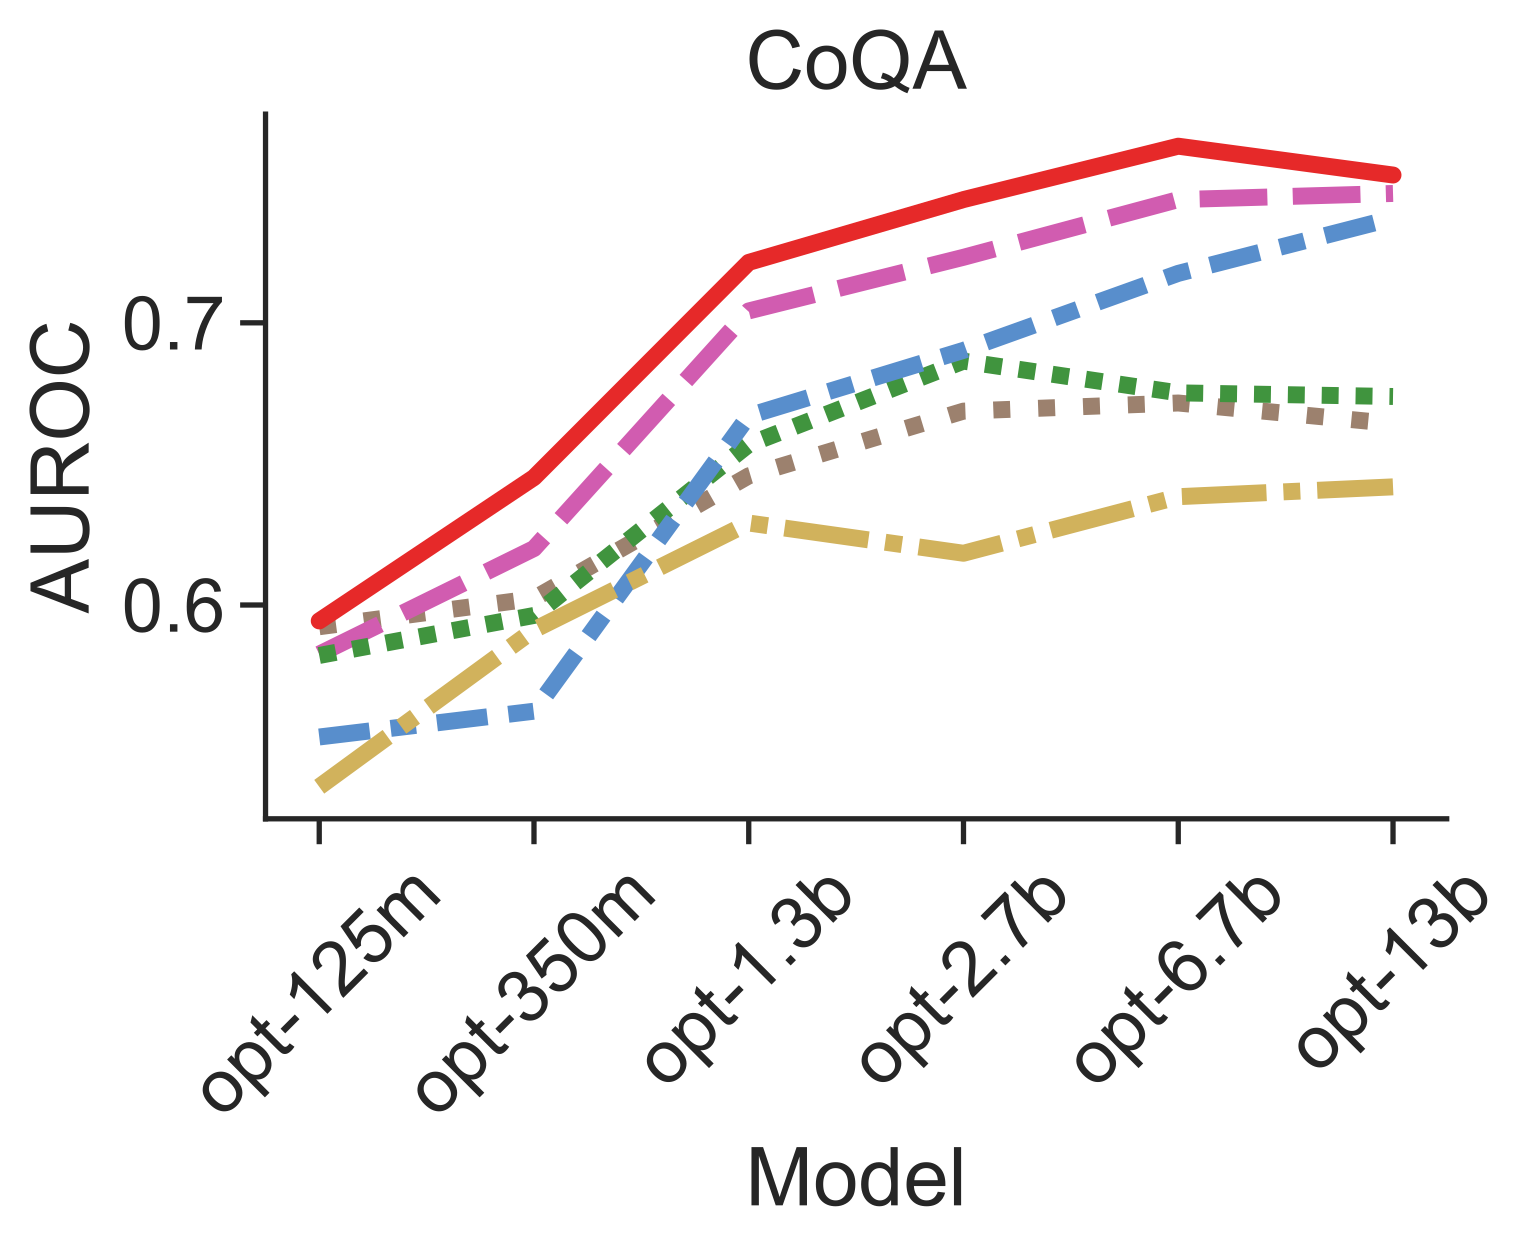 CoQA
AUROC
0.7
0.6
opt-125m
opt-350m
opt-1.3b
opt-2.7b
opt-6.7b
opt-13b
Model